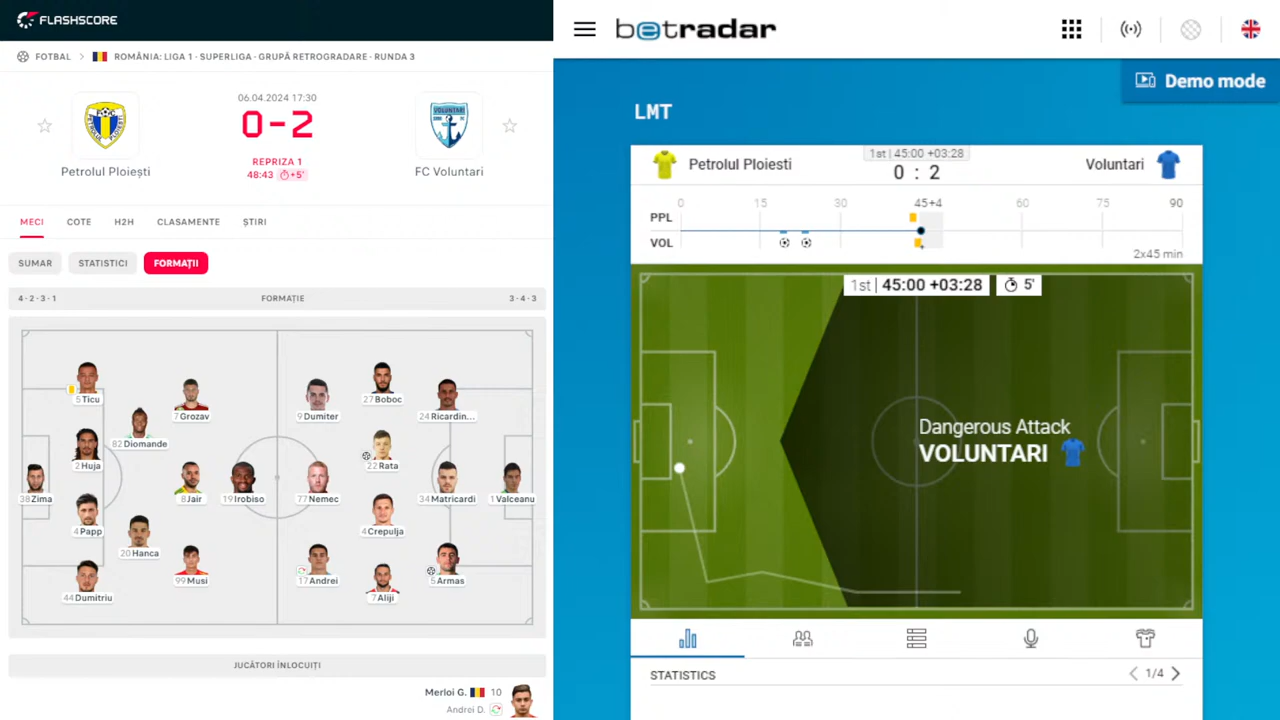 FLASHSCORE
FOTBAL
ROMÂNIA: LIGA 1 - SUPERLIGA - GRUPĂ RETROGRADARE - RUNDA 3
06.04.2024 17:30
0-2
REPRIZA 1
48:43 +5'
Petrolul Ploiești
FC Voluntari
MECI COTE H2H CLASAMENTE ȘTIRI
SUMAR STATISTICI FORMAȚII
4-2-3-1 FORMAȚIE 3-4-3
5 Ticu
7 Grozav
9 Dumiter
27 Boboc
24 Ricardin...
82 Diomande
2 Huja
22 Rata
38 Zima
8 Jair
19 Irobiso
77 Nemec
34 Matricardi
1 Valceanu
4 Papp
4 Crepulja
20 Hanca
99 Musi
17 Andrei
5 Armas
44 Dumitriu
7 Aliji
JUCĂTORI ÎNLOCUIȚI
Merloi G. 10
Andrei D.
betradar
Demo mode
LMT
1st | 45:00 +03:28
Petrolul Ploiesti 0 : 2 Voluntari
0 15 30 45+4 60 75 90
PPL
VOL
2x45 min
1st | 45:00 +03:28 5'
Dangerous Attack
VOLUNTARI
STATISTICS 1/4